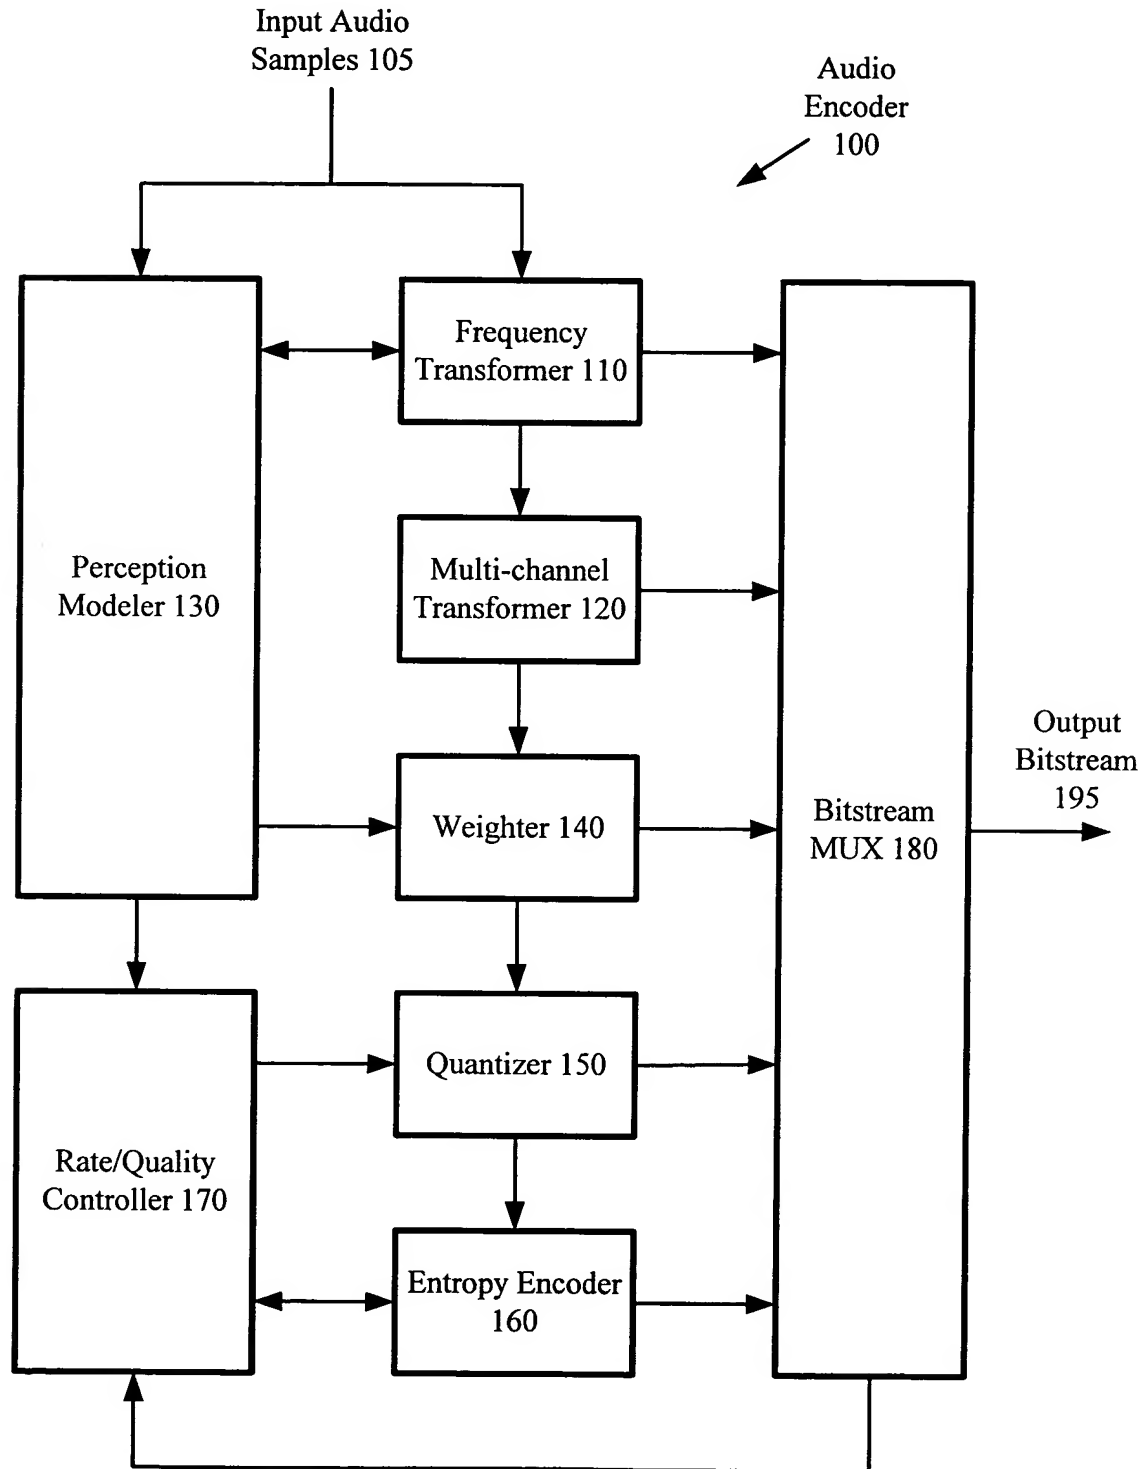 Input Audio
Samples 105
Audio
Encoder
100
Frequency
Transformer 110
Perception
Modeler 130
Multi-channel
Transformer 120
Output
Bitstream
195
Weighter 140
Bitstream
MUX 180
Quantizer 150
Rate/Quality
Controller 170
Entropy Encoder
160